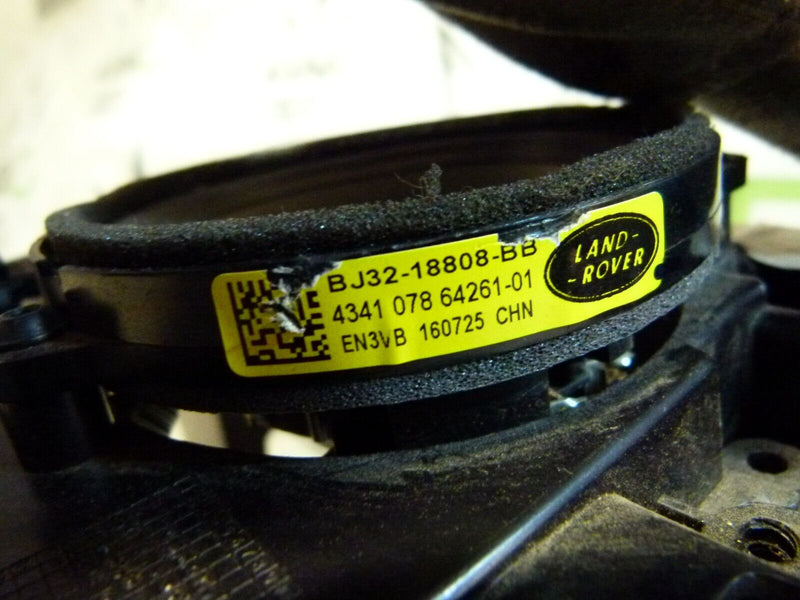 BJ32-18808-BB
4341 078 64261-01
EN3VB 160725 CHN
LAND-
-ROVER